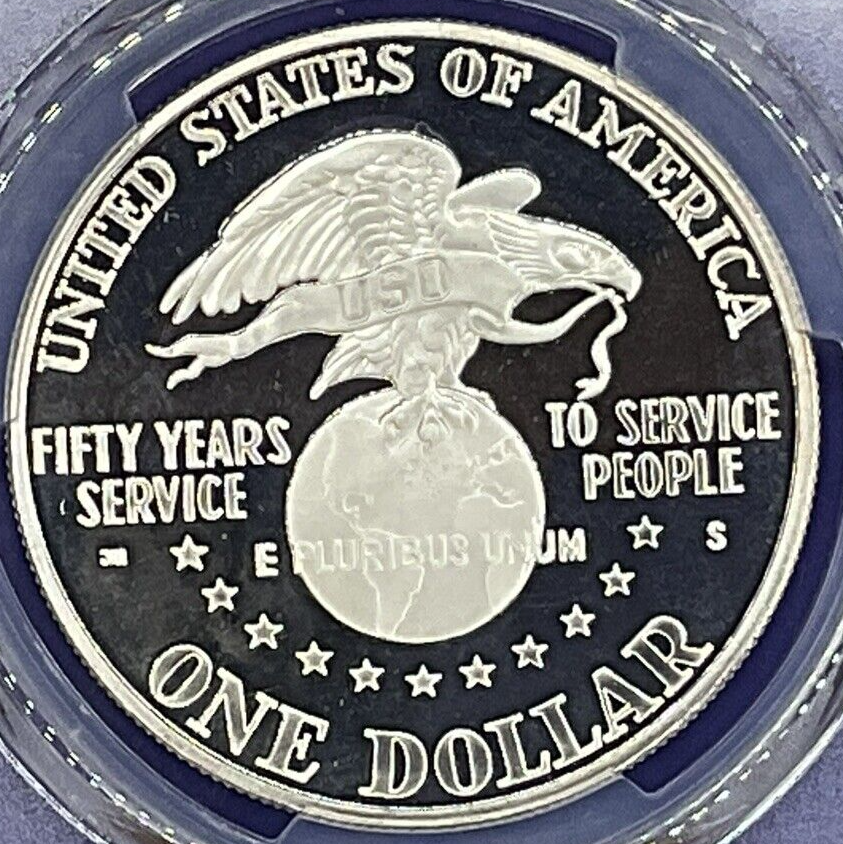 UNITED STATES OF AMERICA
USO
FIFTY YEARS
SERVICE
TO SERVICE
PEOPLE
S
E PLURIBUS UNUM
ONE DOLLAR